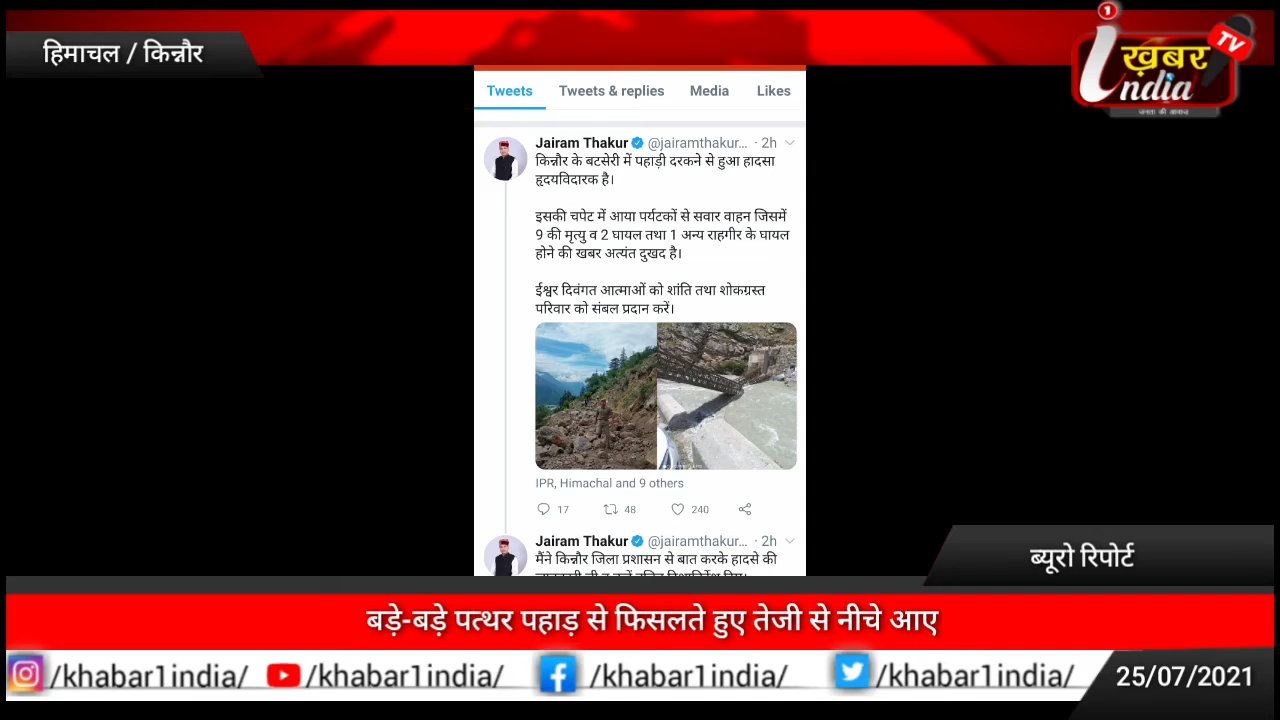 हिमाचल / किन्नौर
1
ख़बर
India
TV
जनता की आवाज
Tweets Tweets & replies Media Likes
Jairam Thakur @jairamthakur... · 2h
किन्नौर के बटसेरी में पहाड़ी दरकने से हुआ हादसा
हृदयविदारक है।
इसकी चपेट में आया पर्यटकों से सवार वाहन जिसमें
9 की मृत्यु व 2 घायल तथा 1 अन्य राहगीर के घायल
होने की खबर अत्यंत दुखद है।
ईश्वर दिवंगत आत्माओं को शांति तथा शोकग्रस्त
परिवार को संबल प्रदान करें।
IPR, Himachal and 9 others
17 48 240
Jairam Thakur @jairamthakur... · 2h
मैंने किन्नौर जिला प्रशासन से बात करके हादसे की
ब्यूरो रिपोर्ट
बड़े-बड़े पत्थर पहाड़ से फिसलते हुए तेजी से नीचे आए
/khabar1india/ /khabar1india/ /khabar1india/ /khabar1india/
25/07/2021